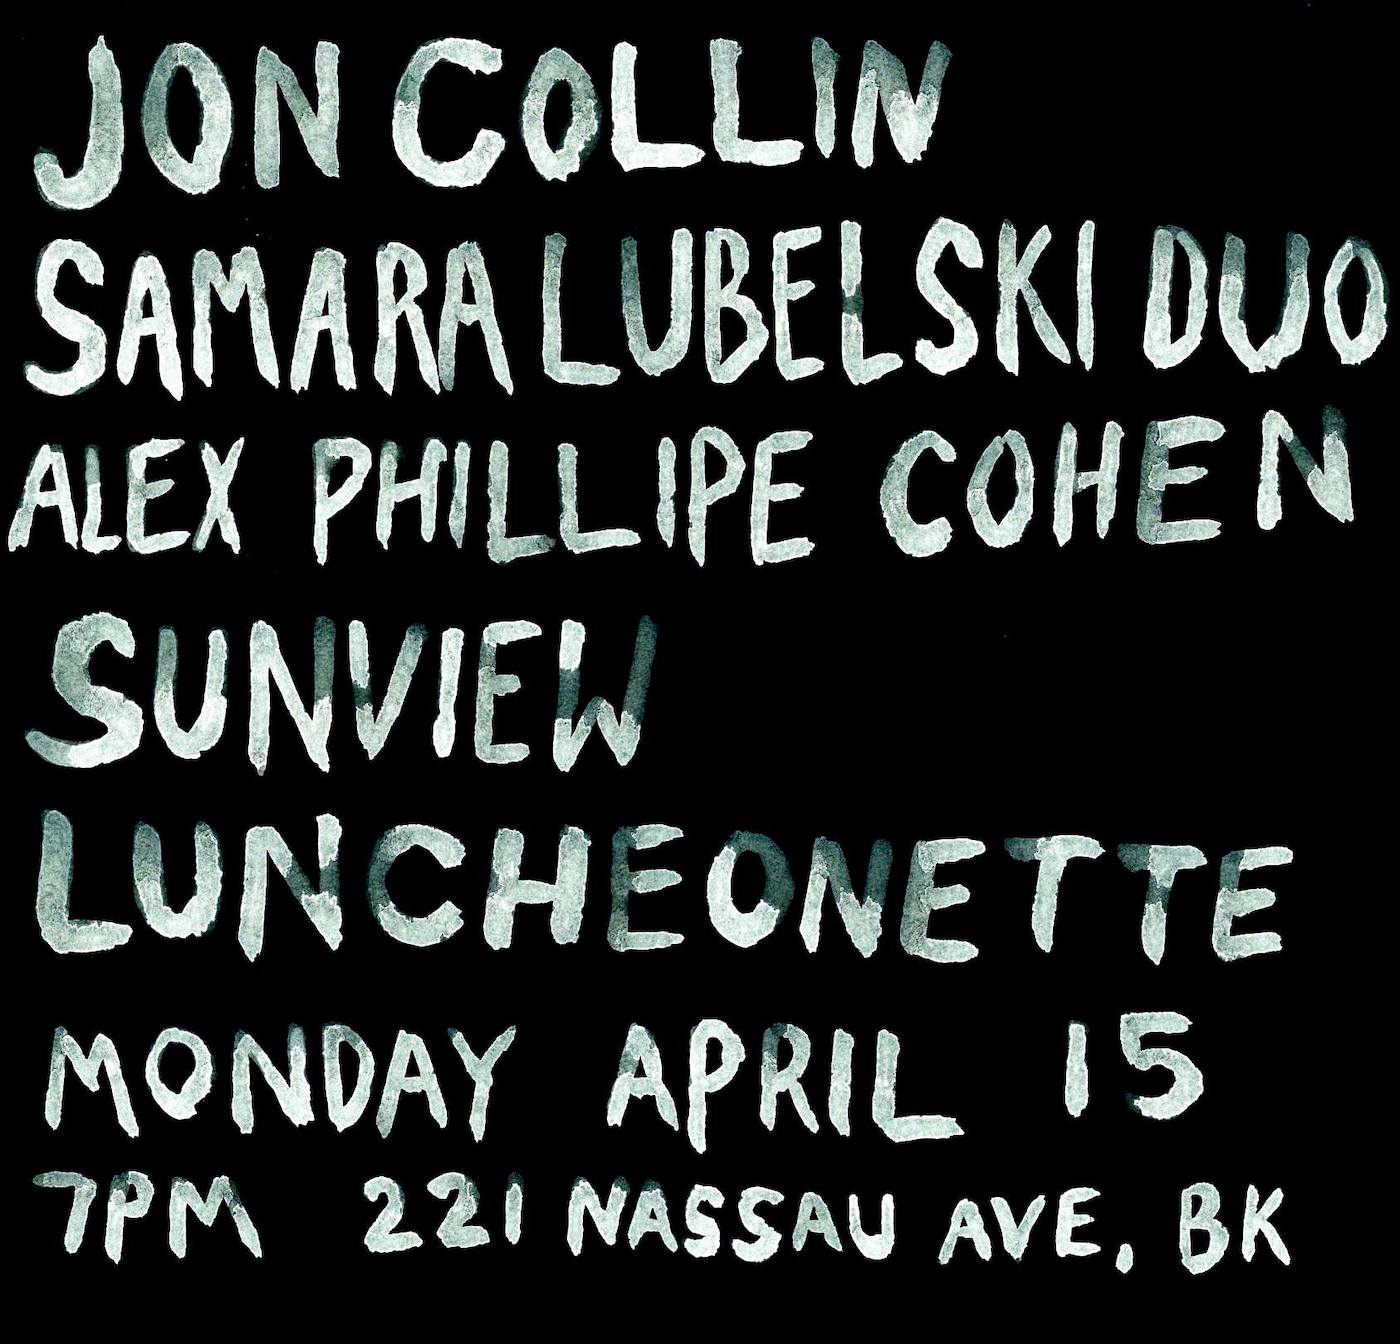 JON COLLIN
SAMARA LUBELSKI DUO
ALEX PHILLIPE COHEN
SUNVIEW
LUNCHEONETTE
MONDAY APRIL 15
7PM 221 NASSAU AVE, BK